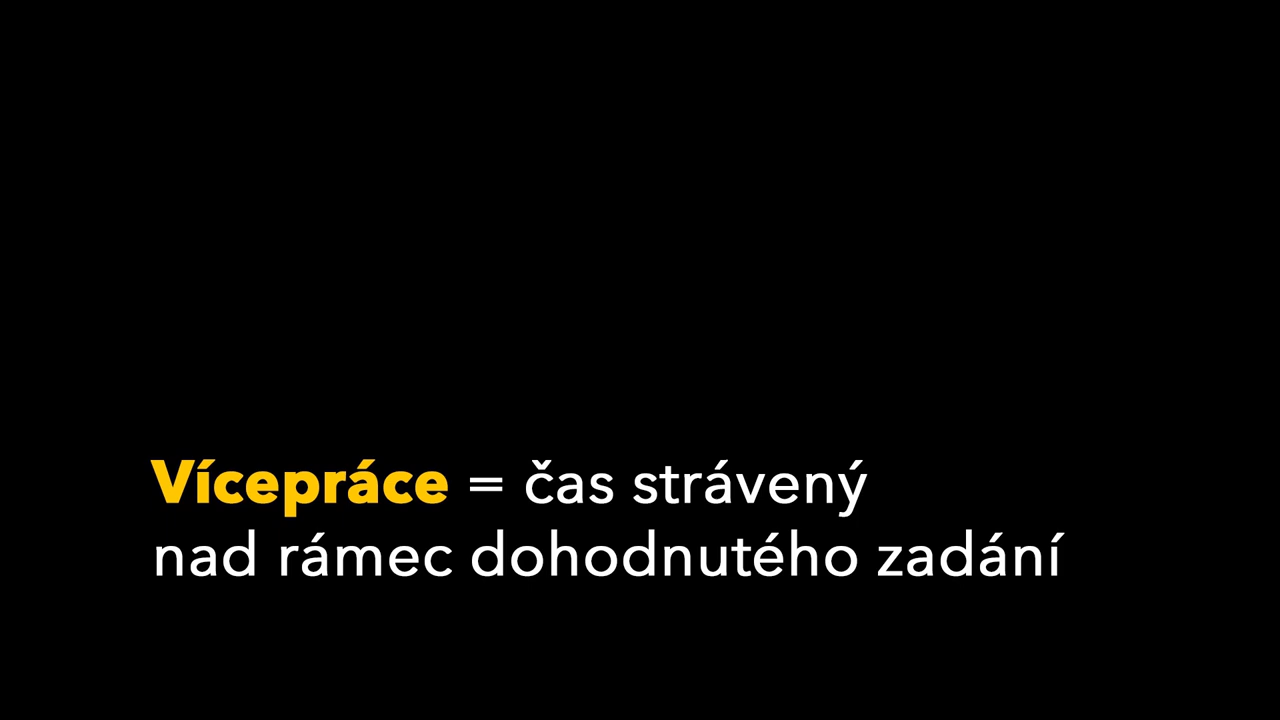 Vícepráce = čas strávený
nad rámec dohodnutého zadání